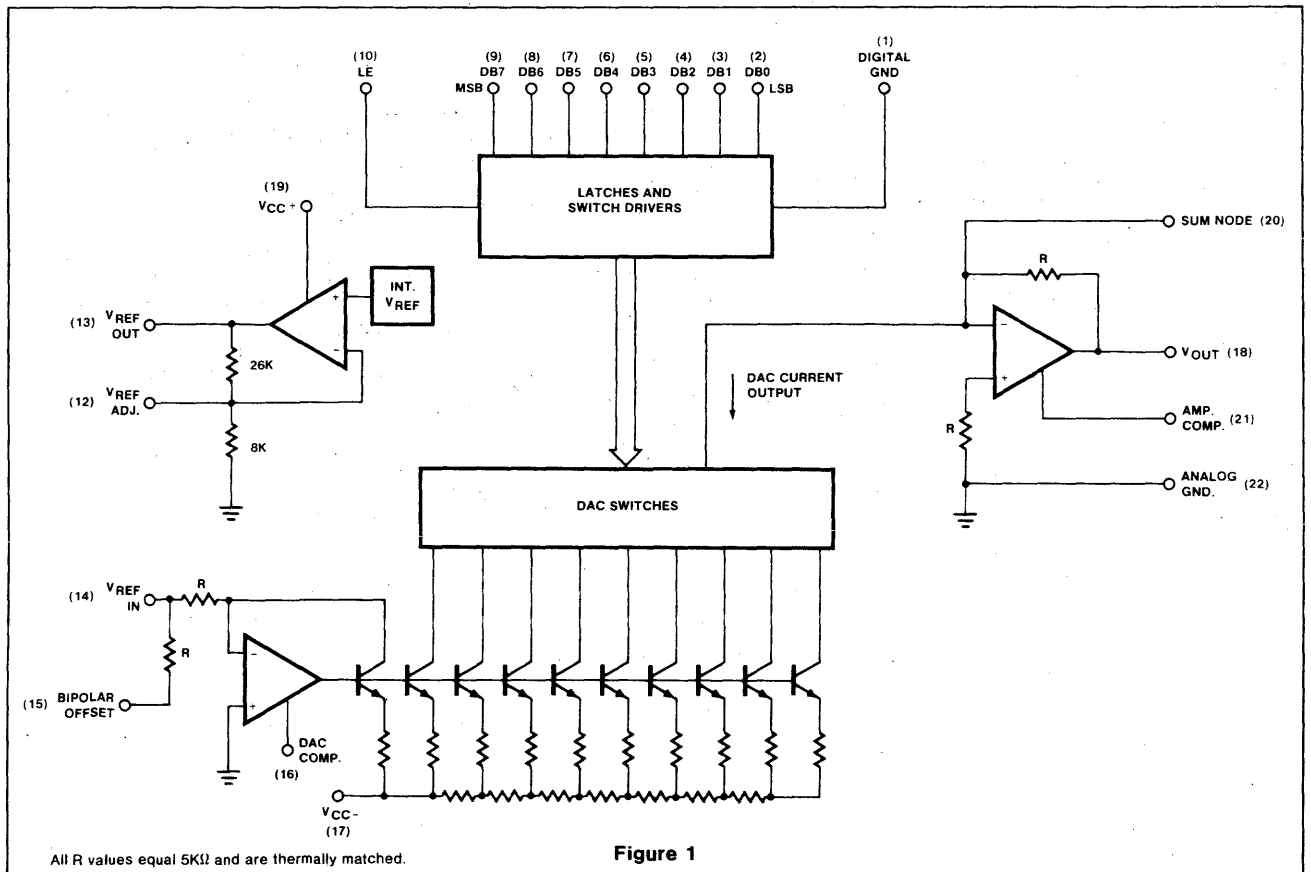 (10)
LE
(9)
DB7
MSB
(8)
DB6
(7)
DB5
(6)
DB4
(5)
DB3
(4)
DB2
(3)
DB1
(2)
DB0
LSB
(1)
DIGITAL
GND
LATCHES AND
SWITCH DRIVERS
(19)
VCC +
INT.
VREF
+
−
(13) VREF
OUT
26K
(12) VREF
ADJ.
8K
SUM NODE (20)
R
−
+
VOUT (18)
DAC CURRENT
OUTPUT
R
AMP.
COMP. (21)
ANALOG
GND. (22)
DAC SWITCHES
(14) VREF
IN
R
R
−
+
(15) BIPOLAR
OFFSET
DAC
COMP.
(16)
VCC−
(17)
All R values equal 5KΩ and are thermally matched.
Figure 1